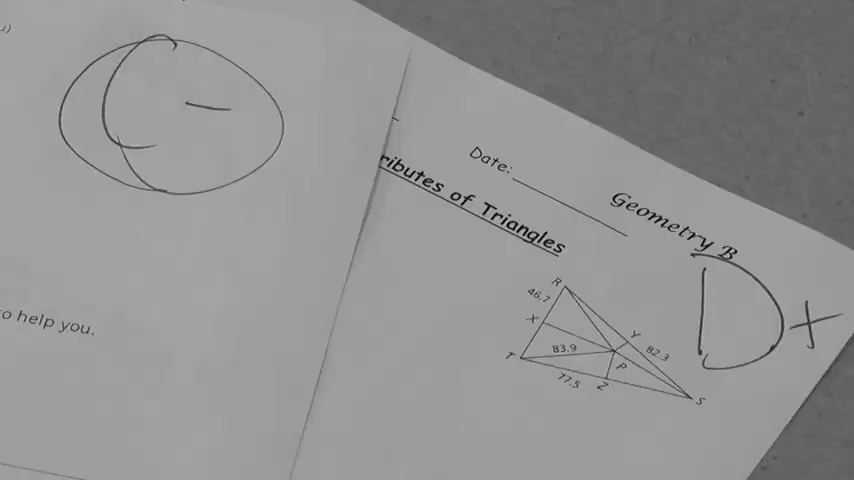 C-
o help you.
Date:
Geometry B
ributes of Triangles
D+
R
46.7
X
Y
83.9
82.3
T
P
77.5
Z
S